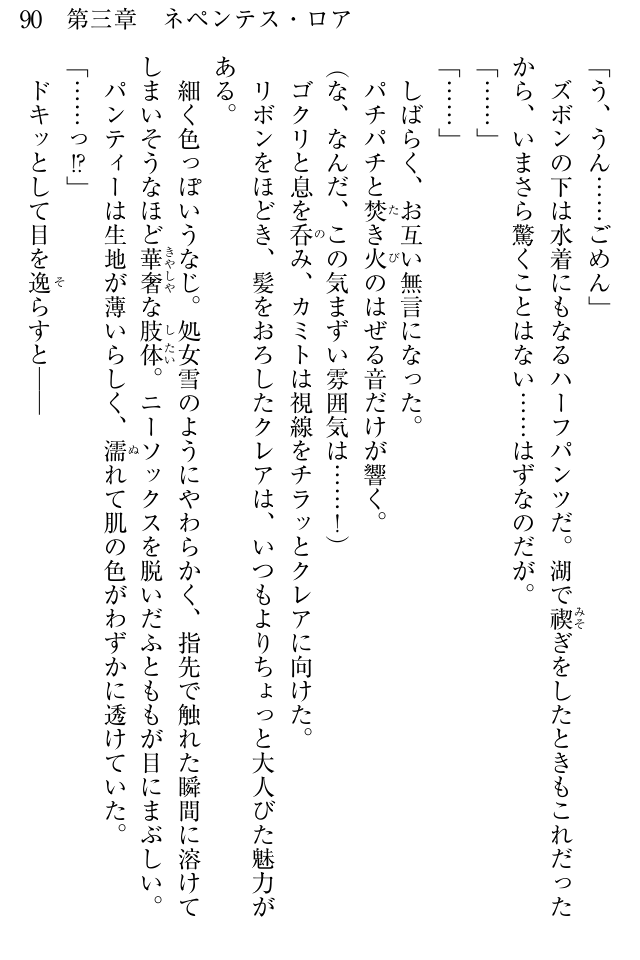 90 第三章 ネペンテス・ロア
「う、うん……ごめん」
ズボンの下は水着にもなるハーフパンツだ。湖で禊ぎをしたときもこれだった
から、いまさら驚くことはない……はずなのだが。
「……」
「……」
しばらく、お互い無言になった。
パチパチと焚き火のはぜる音だけが響く。
(な、なんだ、この気まずい雰囲気は……!)
ゴクリと息を呑み、カミトは視線をチラッとクレアに向けた。
リボンをほどき、髪をおろしたクレアは、いつもよりちょっと大人びた魅力が
ある。
細く色っぽいうなじ。処女雪のようにやわらかく、指先で触れた瞬間に溶けて
しまいそうなほど華奢な肢体。ニーソックスを脱いだふとももが目にまぶしい。
パンティーは生地が薄いらしく、濡れて肌の色がわずかに透けていた。
「……っ!?」
ドキッとして目を逸らすと――